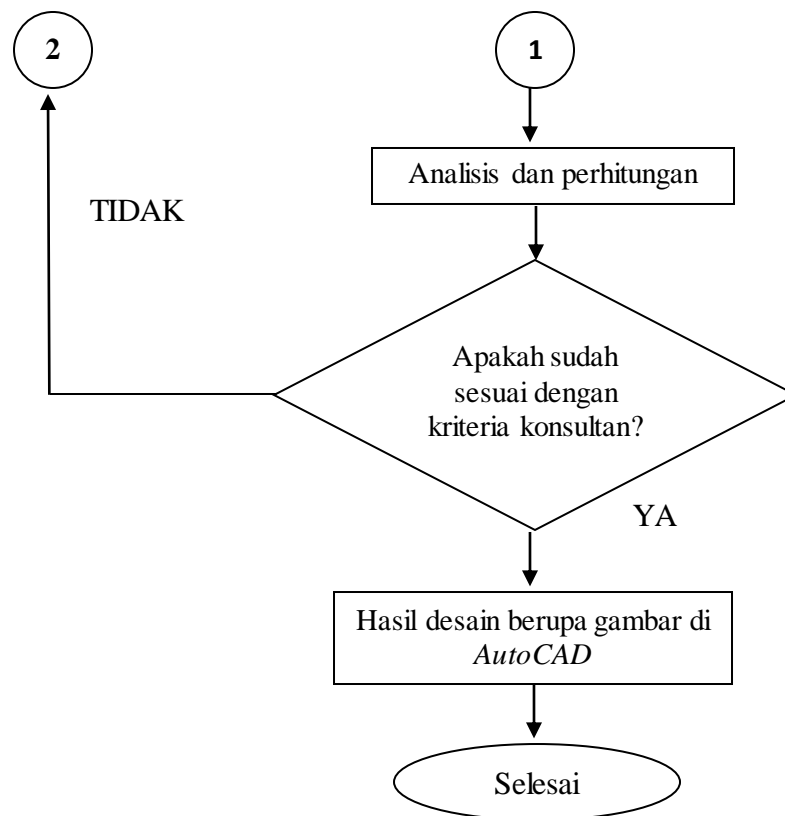 2
1
Analisis dan perhitungan
TIDAK
Apakah sudah
sesuai dengan
kriteria konsultan?
YA
Hasil desain berupa gambar di
AutoCAD
Selesai